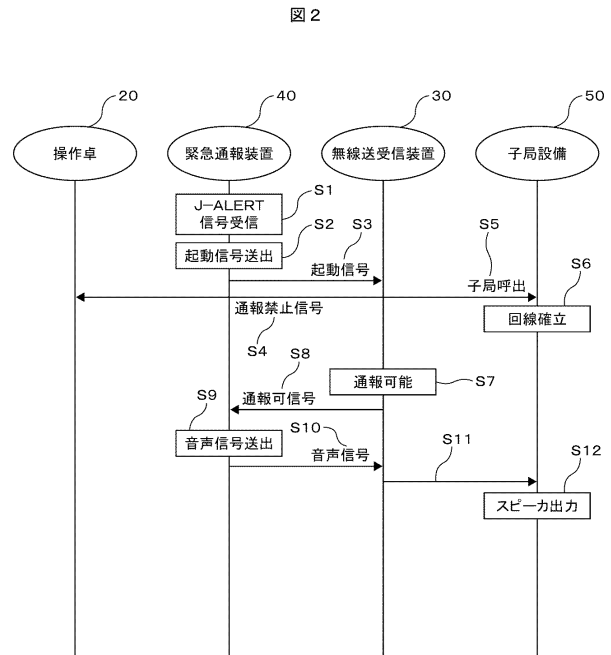 図2
20
40
30
50
操作卓
緊急通報装置
無線送受信装置
子局設備
J-ALERT
信号受信
S1
起動信号送出
S2
S3
起動信号
S5
子局呼出
S6
通報禁止信号
回線確立
S4
S8
通報可能
S7
S9
通報可信号
音声信号送出
S10
音声信号
S11
S12
スピーカ出力